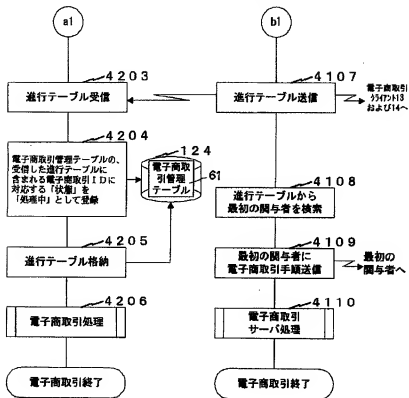 a1
b1
4203
進行テーブル受信
4107
進行テーブル送信
電子商取引
クライアント13
および14へ
4204
電子商取引管理テーブルの、
受信した進行テーブルに
含まれる電子商取引IDに
対応する「状態」を
「処理中」として登録
124
電子商取
引管理
テーブル
61
4108
進行テーブルから
最初の関与者を検索
4205
進行テーブル格納
4109
最初の関与者に
電子商取引手順送信
最初の
関与者へ
4206
電子商取引処理
4110
電子商取引
サーバ処理
電子商取引終了
電子商取引終了